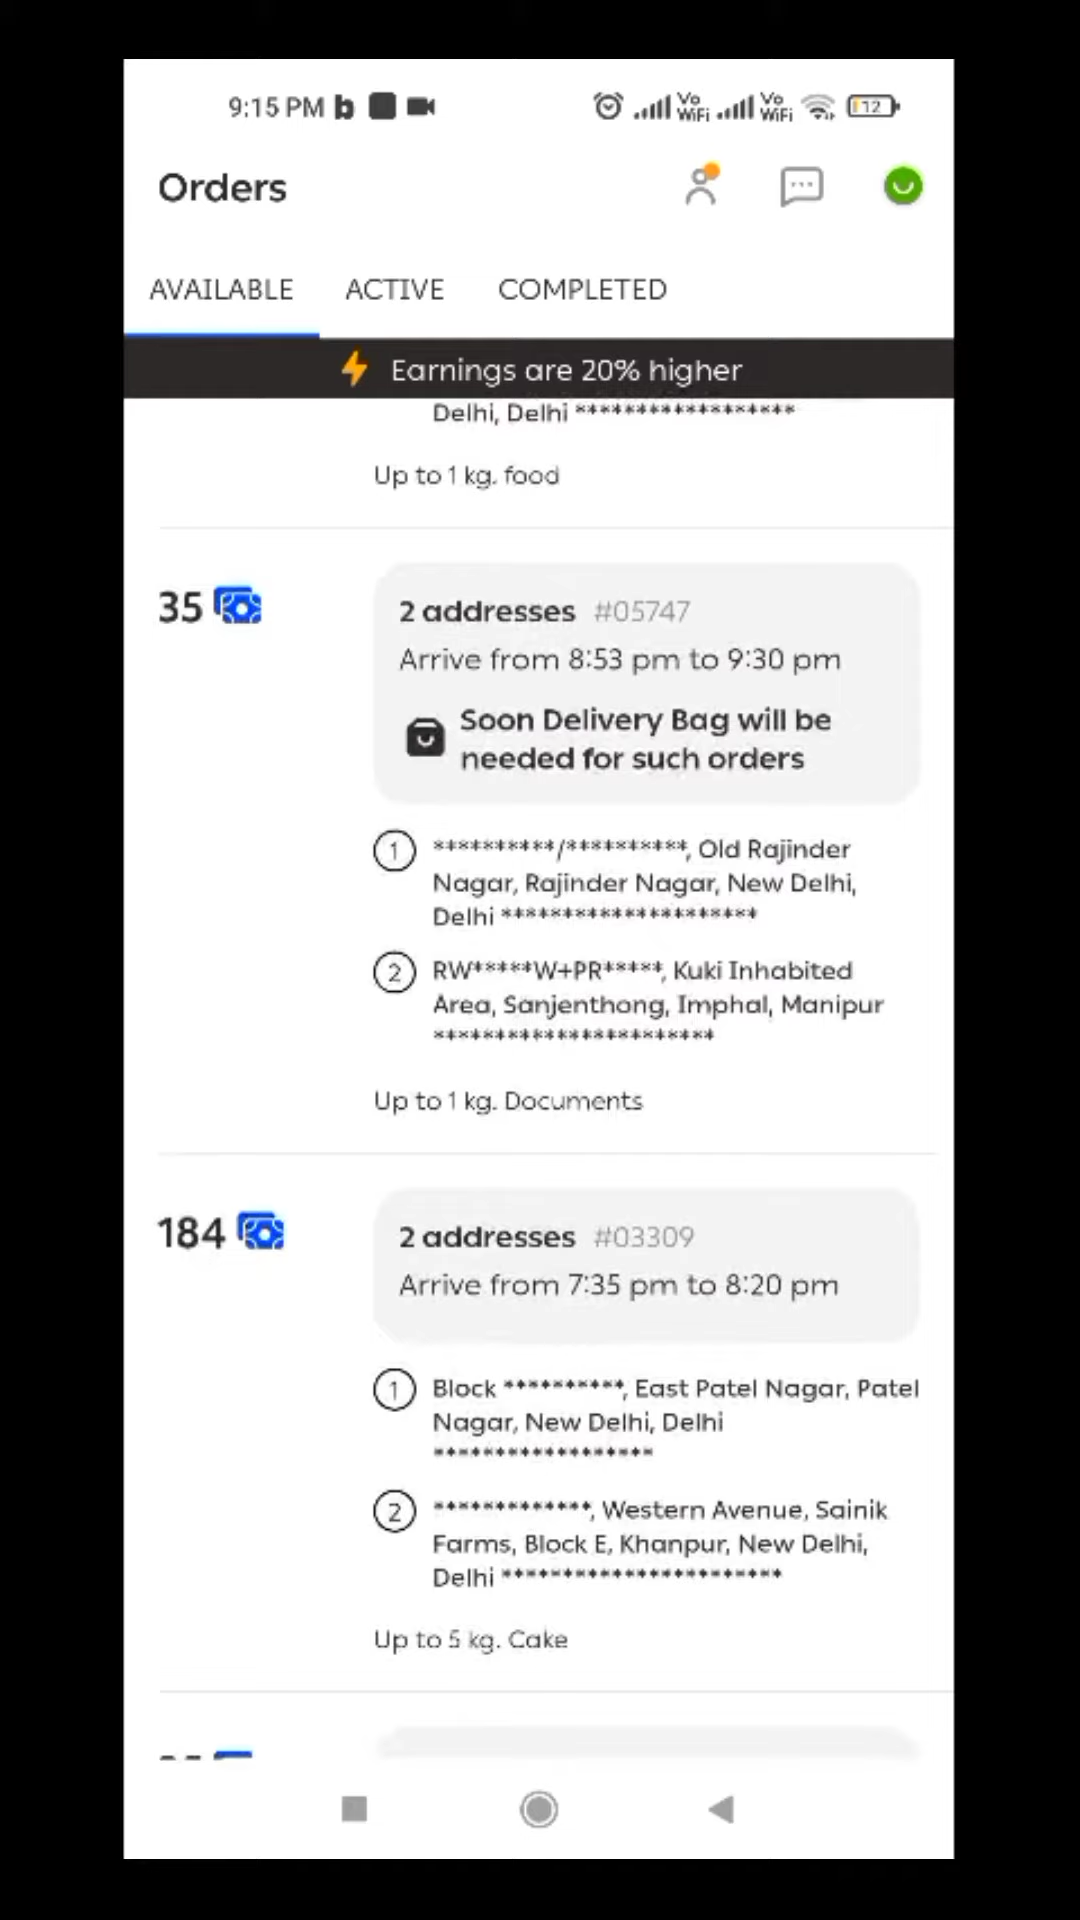 9:15 PM b Vo WiFi Vo WiFi 12
Orders
AVAILABLE ACTIVE COMPLETED
Earnings are 20% higher
Delhi, Delhi ******************
Up to 1 kg. food
35 2 addresses #05747
Arrive from 8:53 pm to 9:30 pm
Soon Delivery Bag will be
needed for such orders
1 **********/**********, Old Rajinder
Nagar, Rajinder Nagar, New Delhi,
Delhi *********************
2 RW*****W+PR*****, Kuki Inhabited
Area, Sanjenthong, Imphal, Manipur
***********************
Up to 1 kg. Documents
184 2 addresses #03309
Arrive from 7:35 pm to 8:20 pm
1 Block **********, East Patel Nagar, Patel
Nagar, New Delhi, Delhi
******************
2 *************, Western Avenue, Sainik
Farms, Block E, Khanpur, New Delhi,
Delhi ***********************
Up to 5 kg. Cake